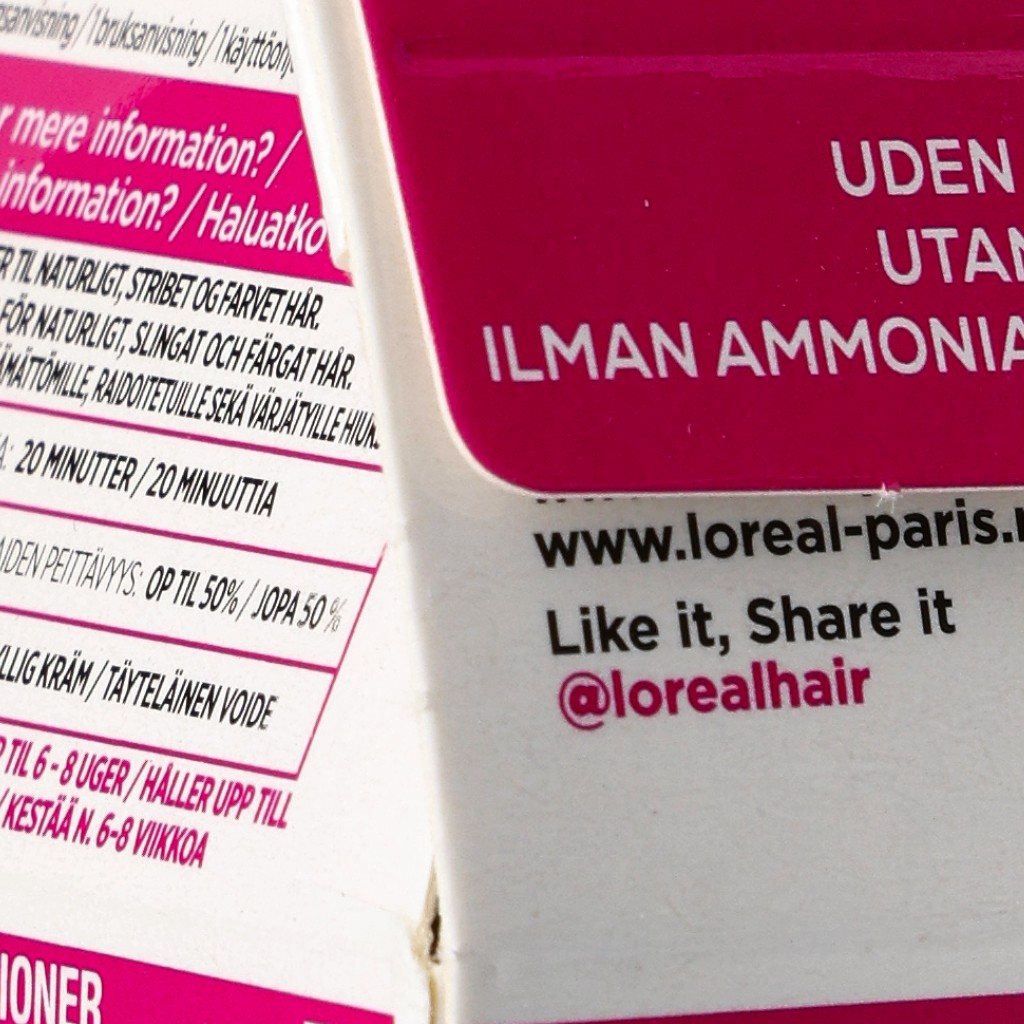 / 1 bruksanvisning / 1
mere information? /
information? / Haluatko
TIL NATURLIGT, STRIBET OG FARVET HÅR.
FÖR NATURLIGT, SLINGAT OCH FÄRGAT HÅR.
RAIDOITETUILLE SEKÄ VÄRJÄTYILLE
20 MINUTTER / 20 MINUUTTIA
PEITTÄVYYS: OP TIL 50% / JOPA 50 %
KRÄM / TÄYTELÄINEN VOIDE
TIL 6 - 8 UGER / HÅLLER UPP TILL
/ KESTÄÄ N. 6-8 VIIKKOA
UDEN
UTAN
ILMAN AMMONIA
www.loreal-paris.
Like it, Share it
@lorealhair